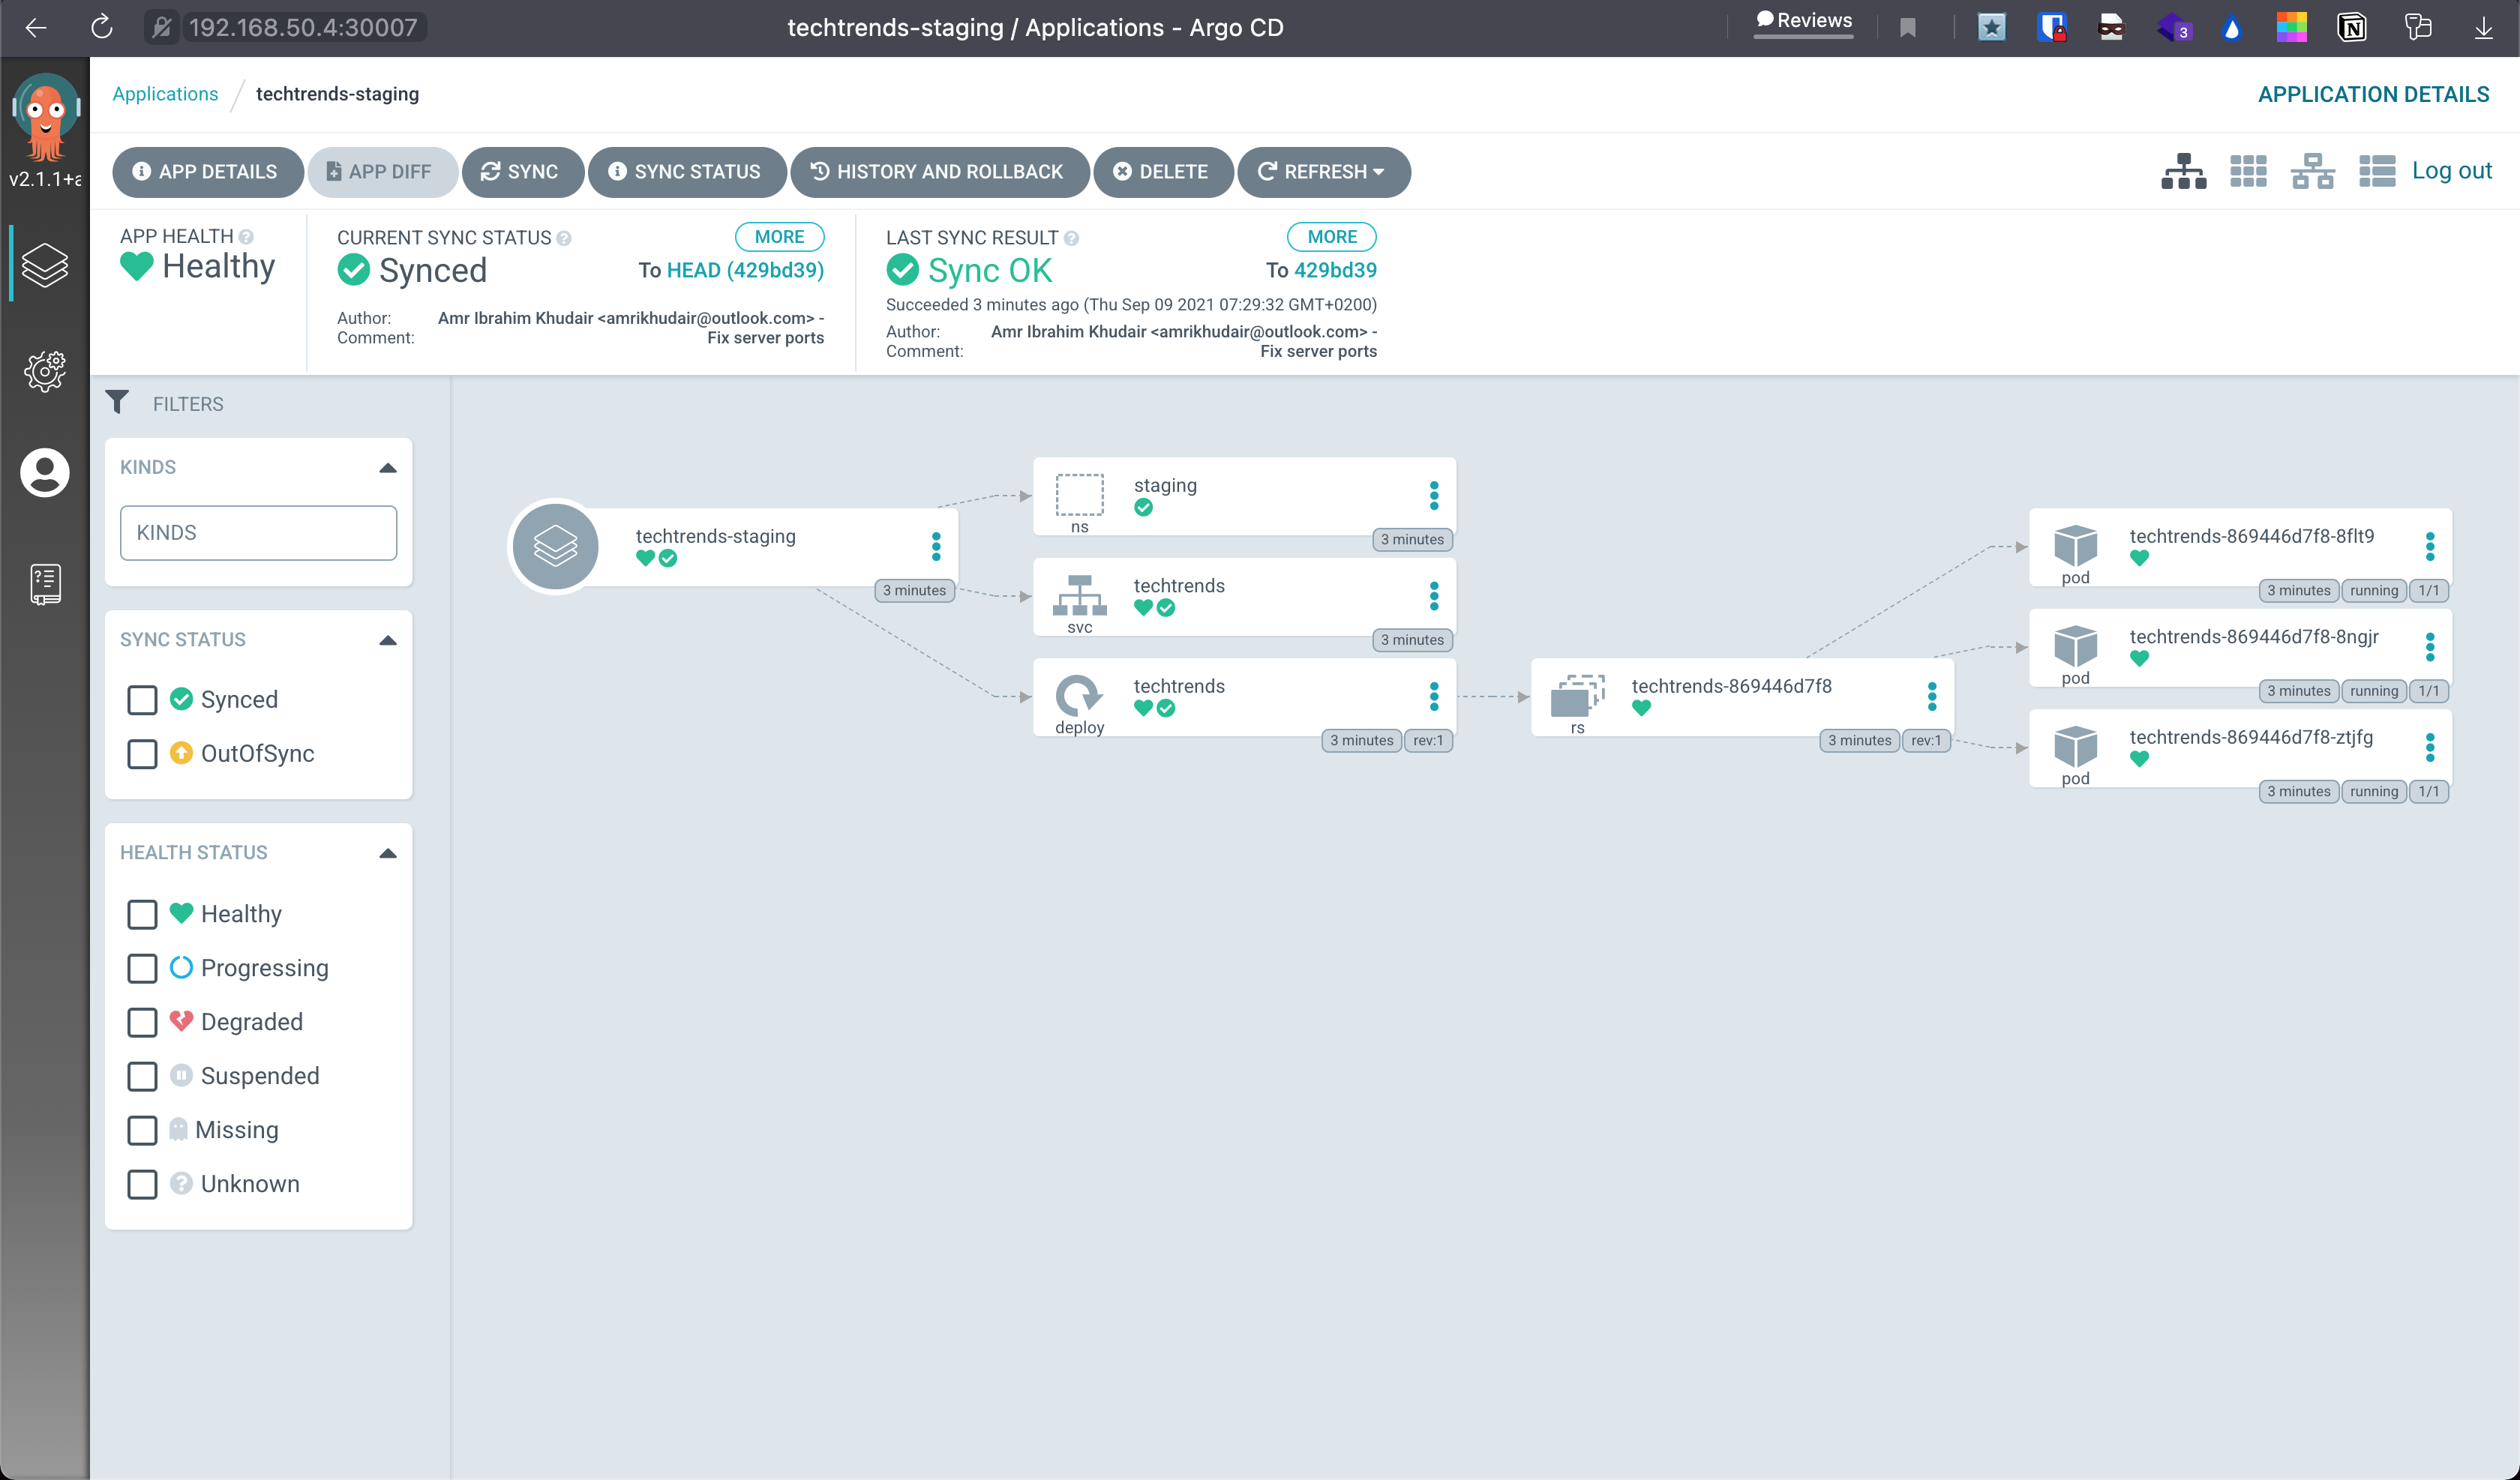 192.168.50.4:30007
techtrends-staging / Applications - Argo CD
Reviews
3
v2.1.1+a
Applications / techtrends-staging
APPLICATION DETAILS
APP DETAILS
APP DIFF
SYNC
SYNC STATUS
HISTORY AND ROLLBACK
DELETE
REFRESH
Log out
APP HEALTH
Healthy
CURRENT SYNC STATUS
MORE
Synced
To HEAD (429bd39)
Author: Amr Ibrahim Khudair <amrikhudair@outlook.com> -
Comment: Fix server ports
LAST SYNC RESULT
MORE
Sync OK
To 429bd39
Succeeded 3 minutes ago (Thu Sep 09 2021 07:29:32 GMT+0200)
Author: Amr Ibrahim Khudair <amrikhudair@outlook.com> -
Comment: Fix server ports
FILTERS
KINDS
KINDS
SYNC STATUS
Synced
OutOfSync
HEALTH STATUS
Healthy
Progressing
Degraded
Suspended
Missing
Unknown
techtrends-staging
3 minutes
staging
ns
3 minutes
techtrends
svc
3 minutes
techtrends
deploy
3 minutes rev:1
techtrends-869446d7f8
rs
3 minutes rev:1
techtrends-869446d7f8-8flt9
pod
3 minutes running 1/1
techtrends-869446d7f8-8ngjr
pod
3 minutes running 1/1
techtrends-869446d7f8-ztjfg
pod
3 minutes running 1/1